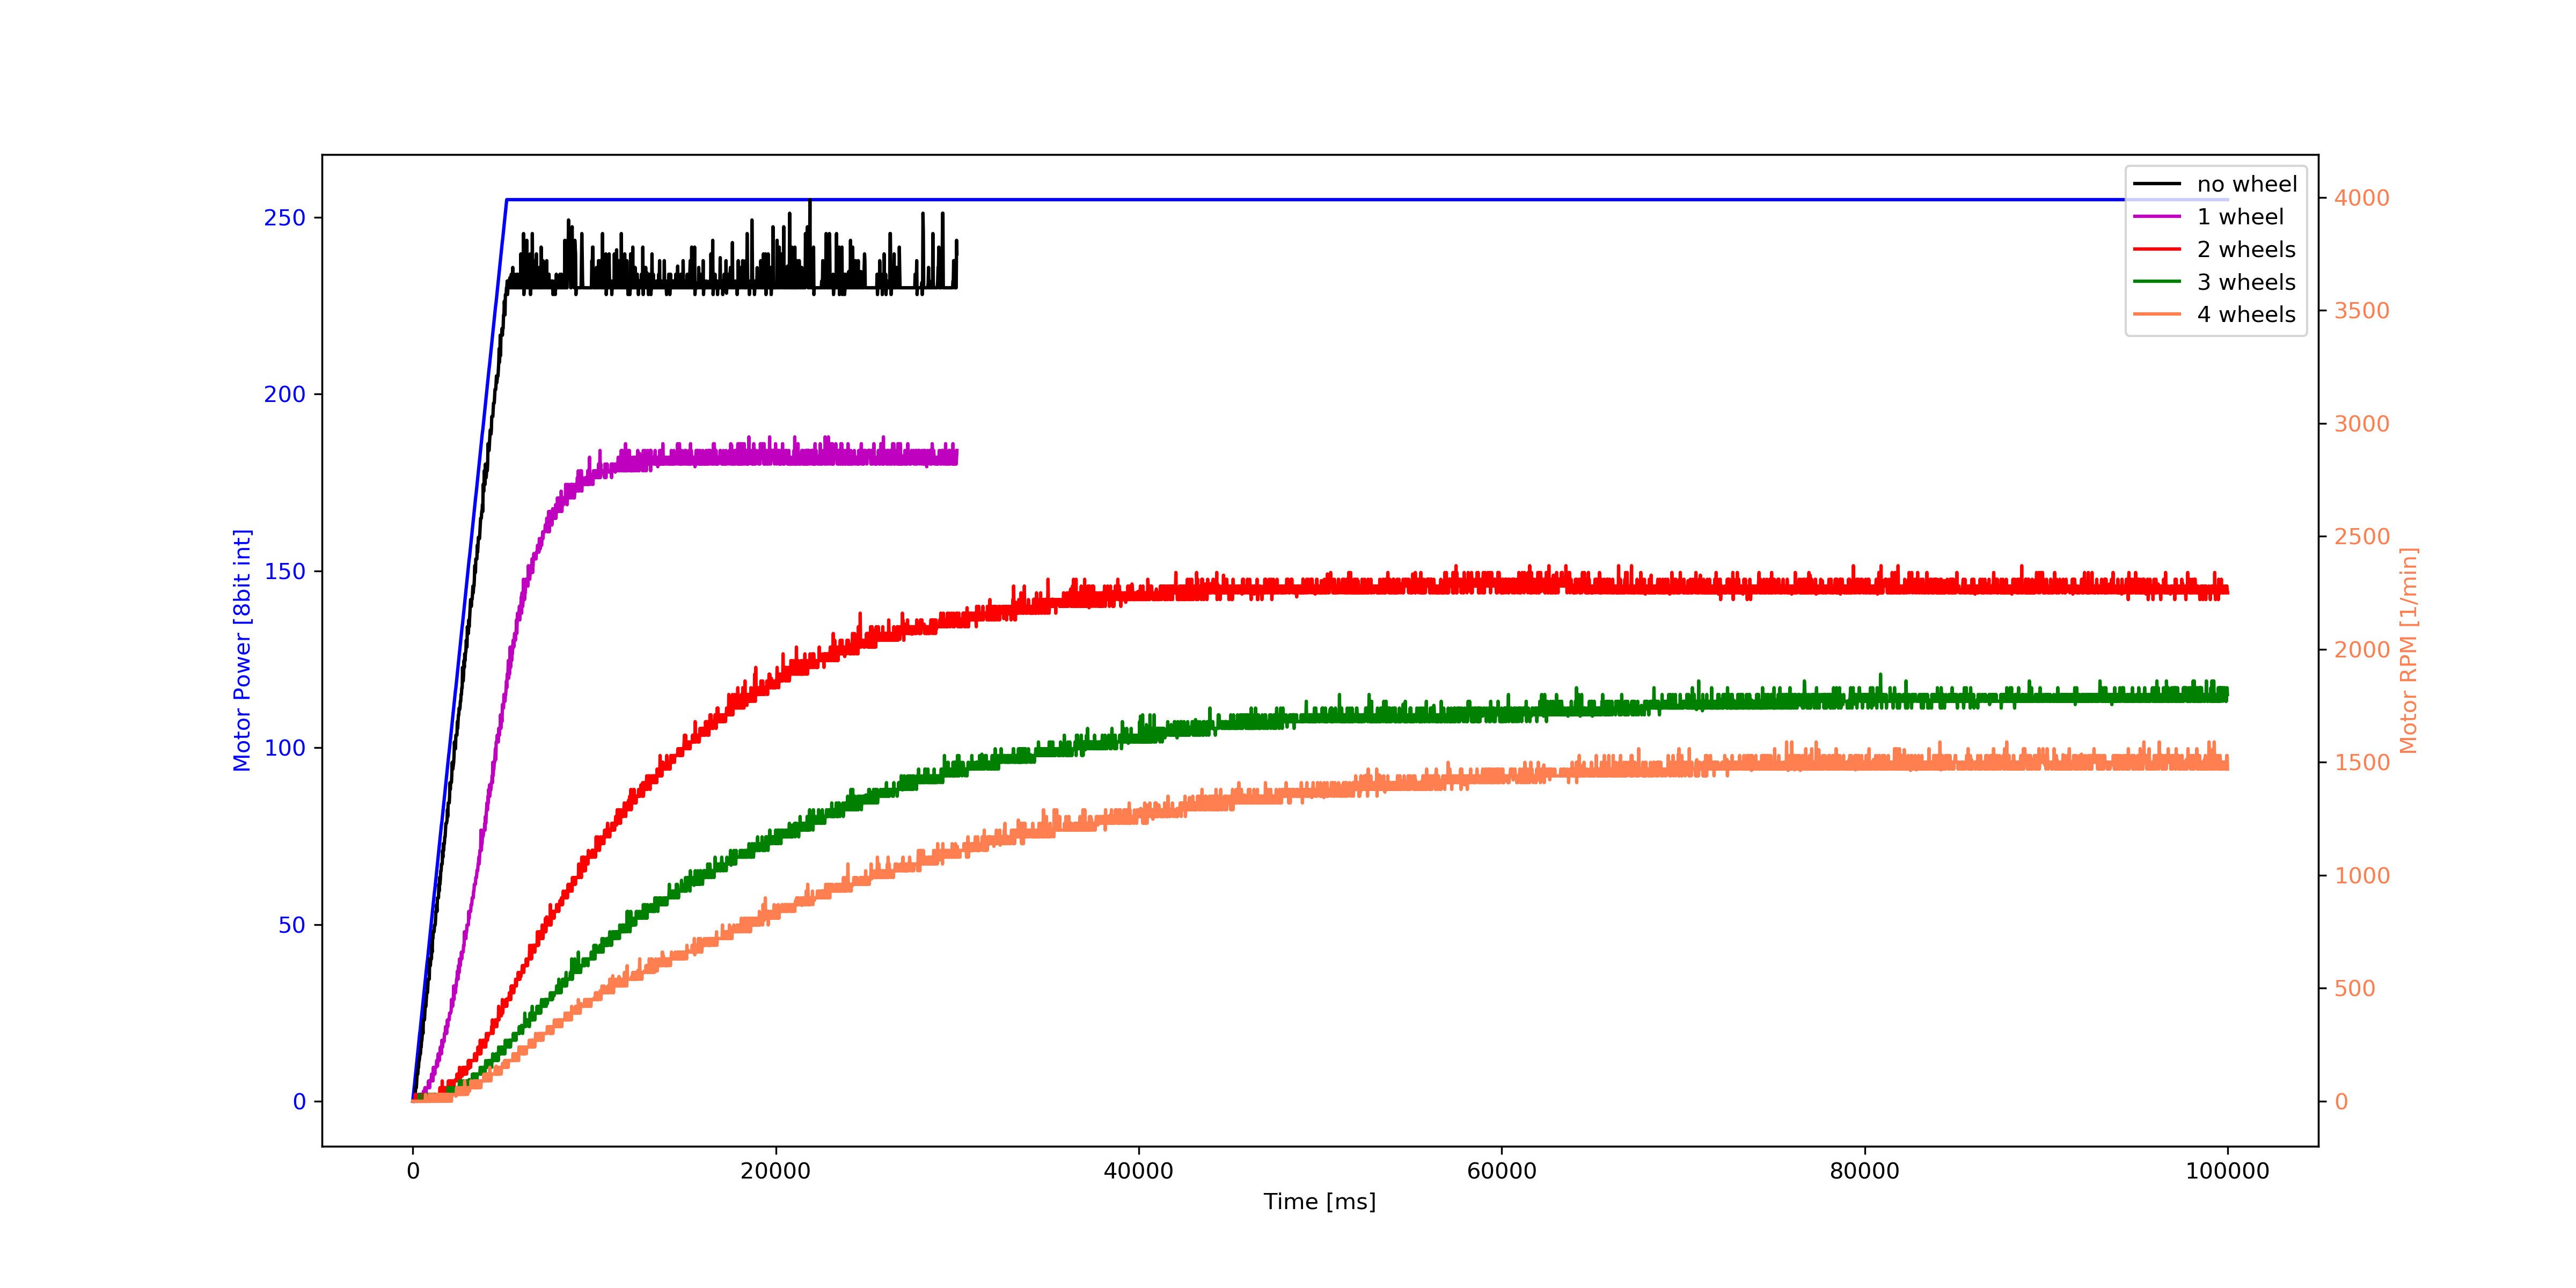 no wheel
1 wheel
2 wheels
3 wheels
4 wheels
250
200
150
100
50
0
Motor Power [8bit int]
4000
3500
3000
2500
2000
1500
1000
500
0
Motor RPM [1/min]
0 20000 40000 60000 80000 100000
Time [ms]